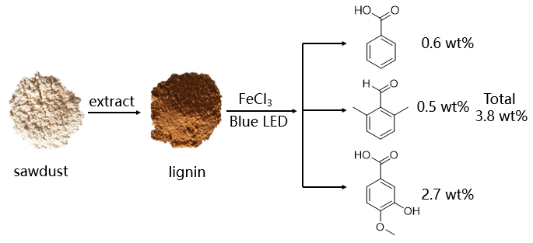 HO
O
0.6 wt%
H
O
0.5 wt%
Total
3.8 wt%
extract
FeCl₃
Blue LED
sawdust
lignin
HO
O
2.7 wt%
OH
O